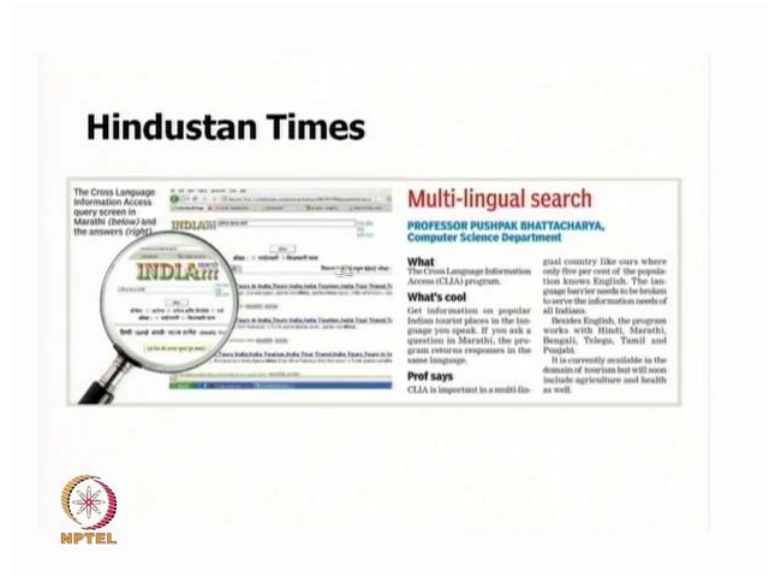 Hindustan Times
The Cross Language
Information Access
query screen in
Marathi (below) and
the answers (right).
INDIA
search
INDIA
Multi-lingual search
PROFESSOR PUSHPAK BHATTACHARYA,
Computer Science Department
What
The Cross Language Information
Access (CLIA) program.
What's cool
Get information on popular
Indian tourist places in the lan-
guage you speak. If you ask a
question in Marathi, the pro-
gram returns responses in the
same language.
Prof says
CLIA is important in a multi-lin-
gual country like ours where
only five per cent of the popula-
tion knows English. The lan-
guage barrier needs to be broken
to serve the information needs of
all Indians.
Besides English, the program
works with Hindi, Marathi,
Bengali, Telegu, Tamil and
Punjabi.
It is currently available in the
domain of tourism but will soon
include agriculture and health
as well.
NPTEL